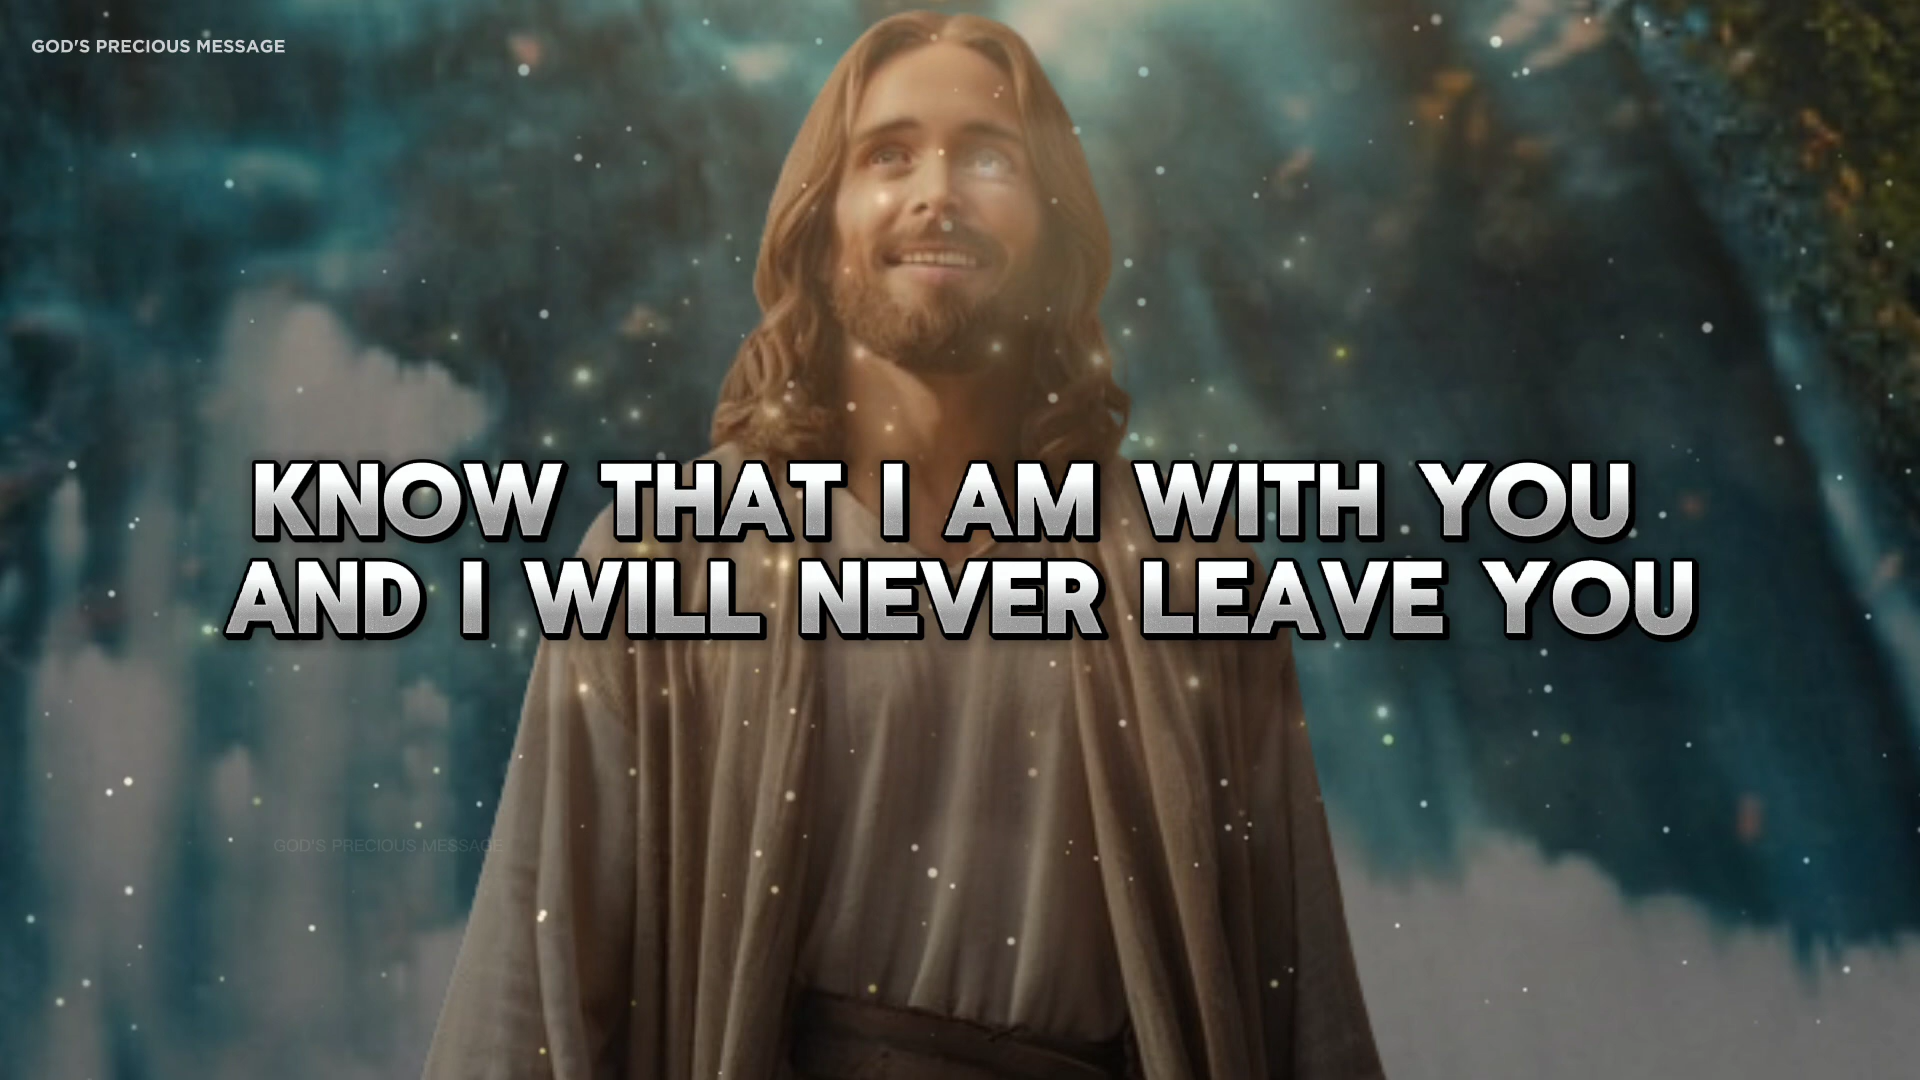 GOD'S PRECIOUS MESSAGE
KNOW THAT I AM WITH YOU
AND I WILL NEVER LEAVE YOU
GOD'S PRECIOUS MESSAGE